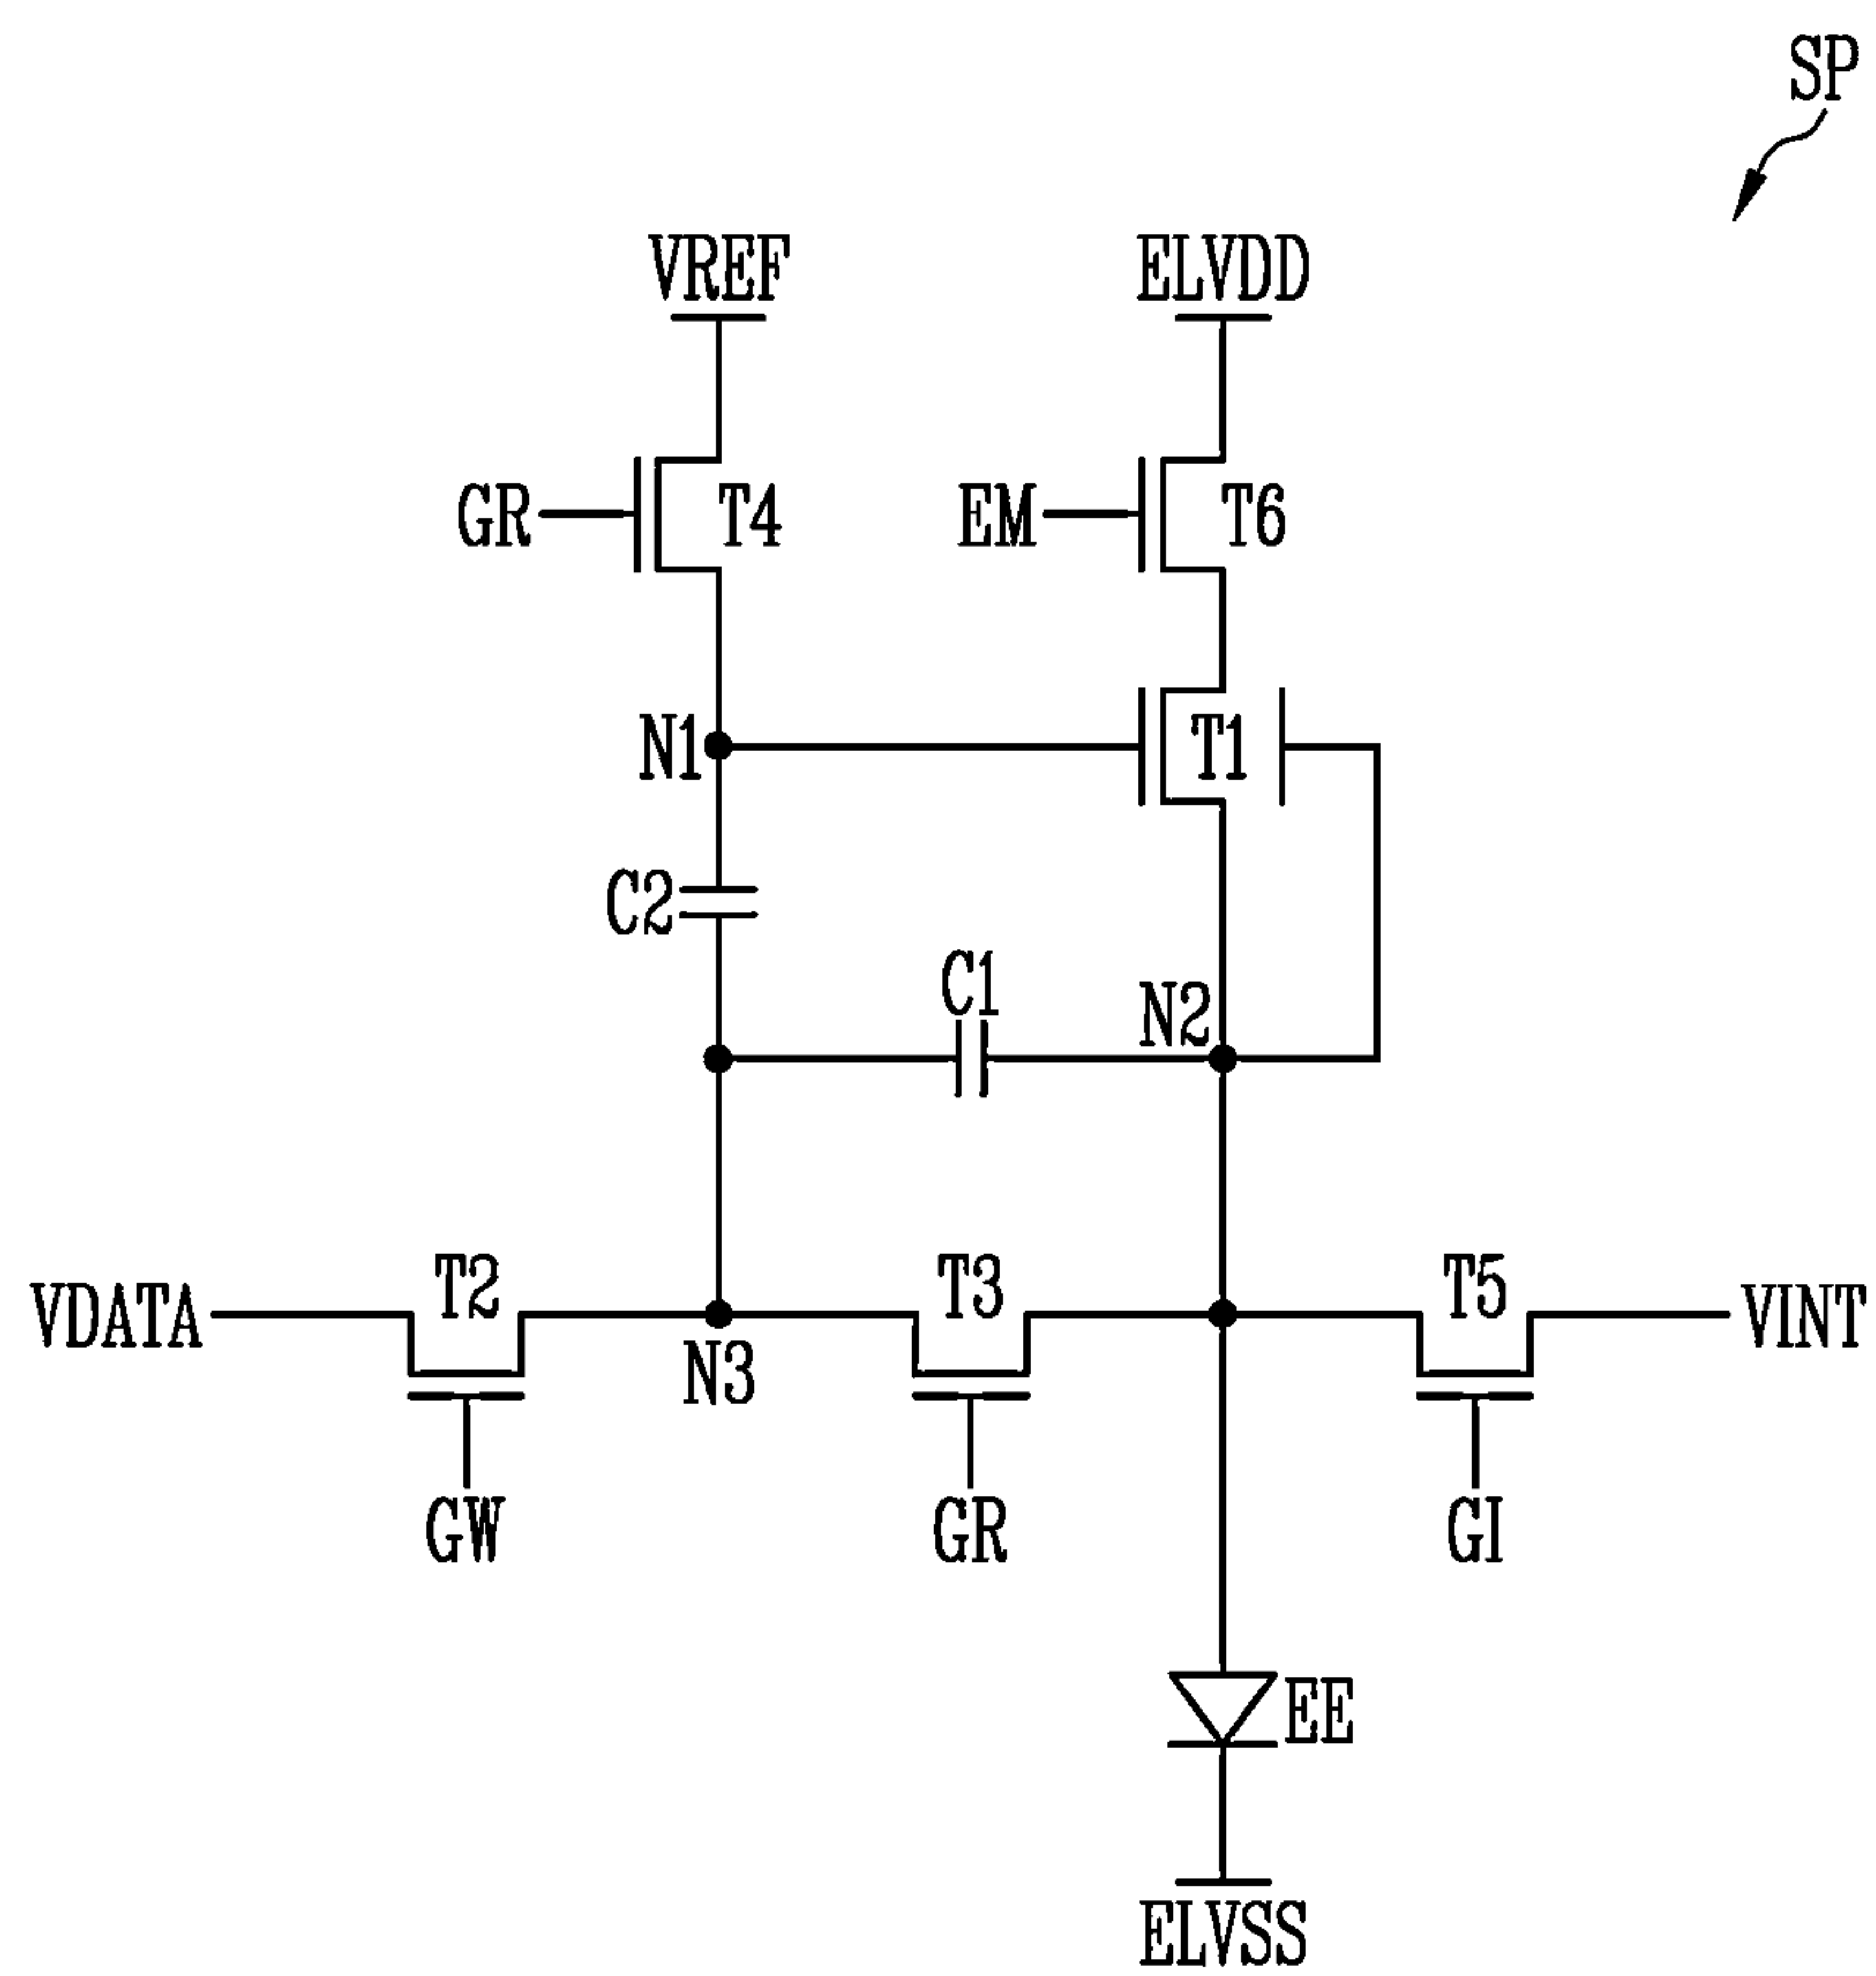 SP
VREF
ELVDD
GR
T4
EM
T6
N1
T1
C2
C1
N2
VDATA
T2
T3
T5
VINT
N3
GW
GR
GI
EE
ELVSS